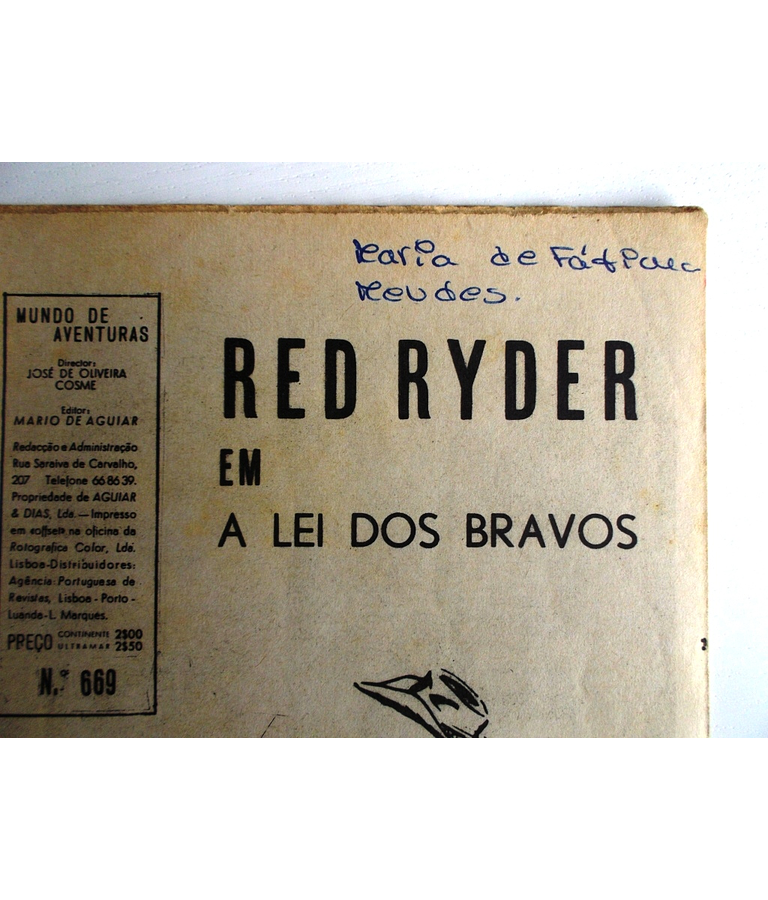 Maria de Fátima
Mendes.
MUNDO DE
AVENTURAS
Director:
JOSÉ DE OLIVEIRA
COSME
Editor:
MARIO DE AGUIAR
Redacção e Administração
Rua Saraiva de Carvalho,
207 Telefone 66 86 39.
Propriedade de AGUIAR
& DIAS, Lda. — Impresso
em «offset» na oficina da
Rotografica Color, Lda.
Lisboa-Distribuidores:
Agência Portuguesa de
Revistas, Lisboa - Porto -
Luanda-L. Marques.
PREÇO CONTINENTE 2$00
ULTRAMAR 2$50
N.º 669
RED RYDER
EM
A LEI DOS BRAVOS